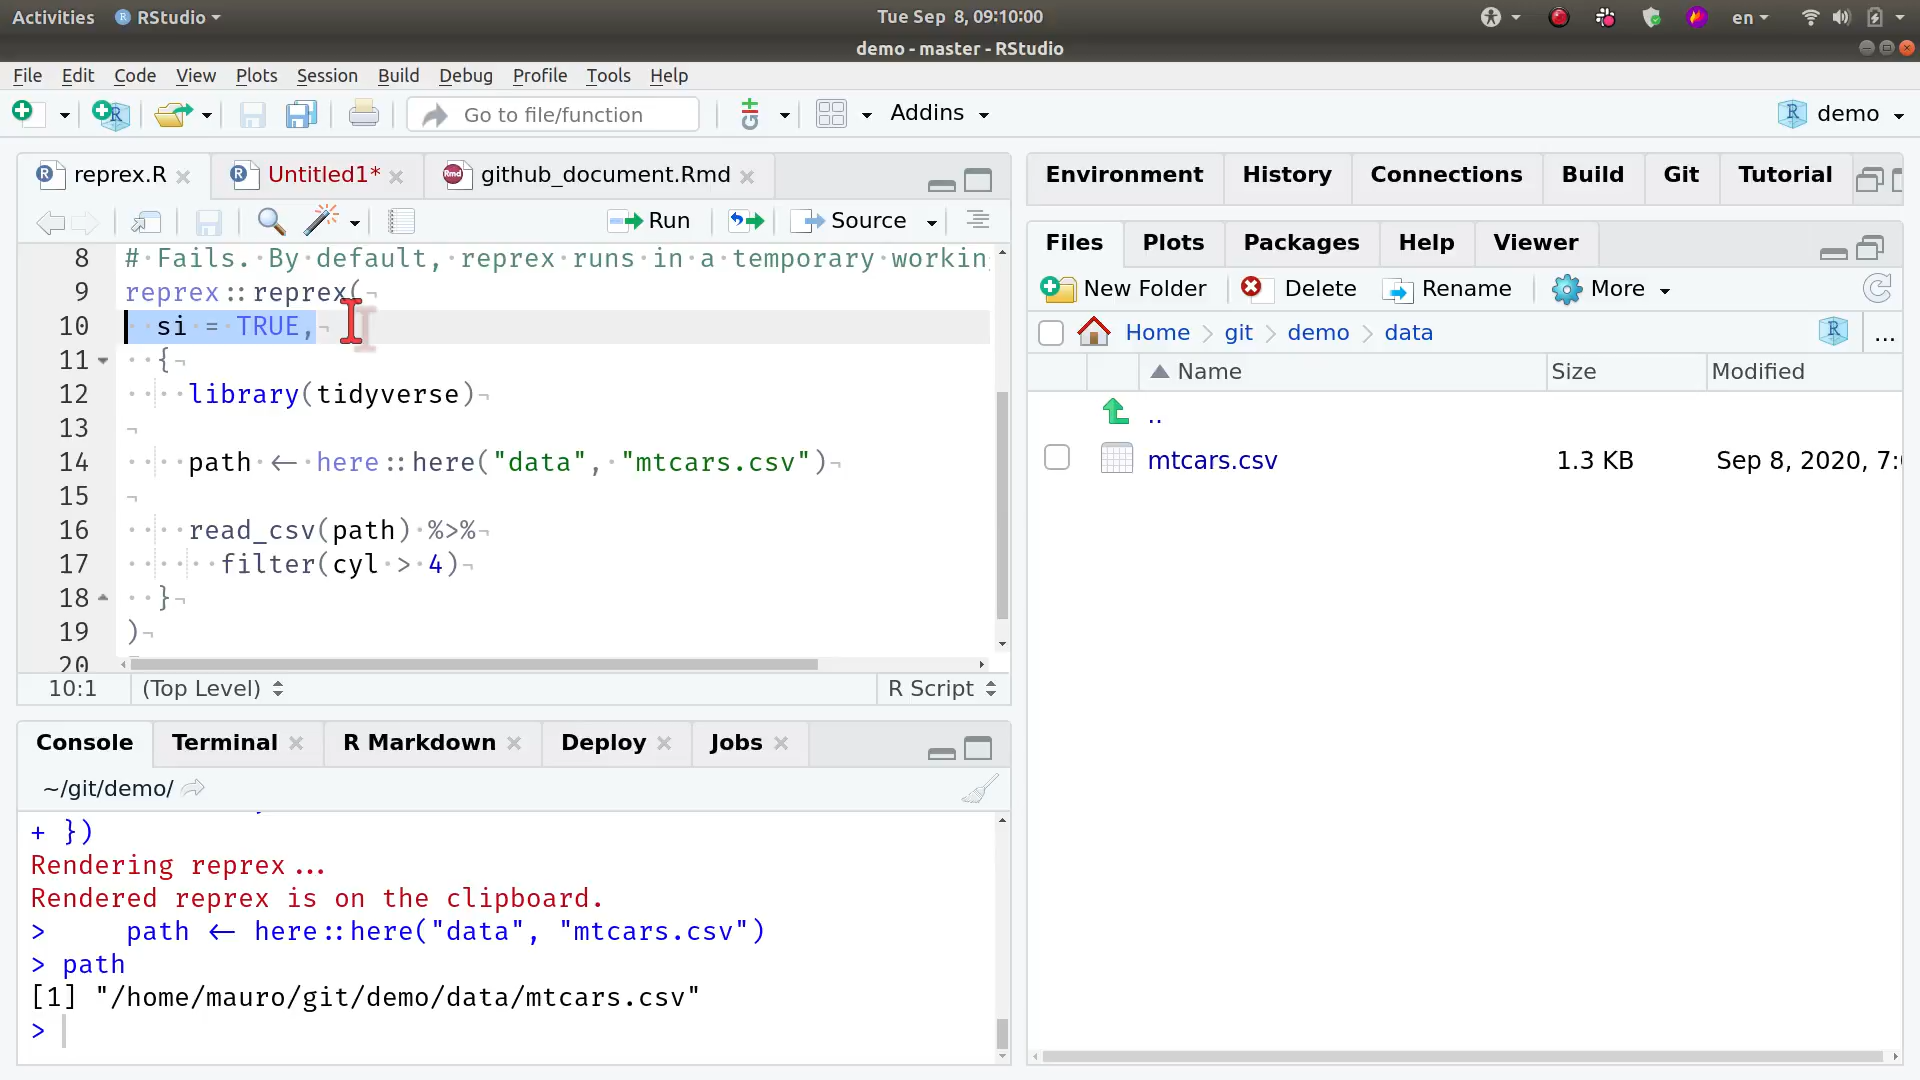 Activities RStudio Tue Sep 8, 09:10:00 en
demo - master - RStudio
File Edit Code View Plots Session Build Debug Profile Tools Help
Go to file/function Addins demo
reprex.R Untitled1* github_document.Rmd
Run Source
8 # Fails. By default, reprex runs in a temporary workin
9 reprex::reprex(
10 si = TRUE,
11 {
12 library(tidyverse)
13
14 path <- here::here("data", "mtcars.csv")
15
16 read_csv(path) %>%
17 filter(cyl > 4)
18 }
19 )
20
10:1 (Top Level) R Script
Console Terminal R Markdown Deploy Jobs
~/git/demo/
+ })
Rendering reprex...
Rendered reprex is on the clipboard.
> path <- here::here("data", "mtcars.csv")
> path
[1] "/home/mauro/git/demo/data/mtcars.csv"
>
Environment History Connections Build Git Tutorial
Files Plots Packages Help Viewer
New Folder Delete Rename More
Home git demo data ...
Name Size Modified
..
mtcars.csv 1.3 KB Sep 8, 2020, 7: